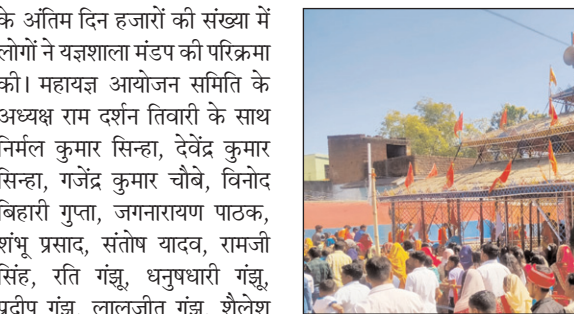 के अंतिम दिन हजारों की संख्या में
लोगों ने यज्ञशाला मंडप की परिक्रमा
की। महायज्ञ आयोजन समिति के
अध्यक्ष राम दर्शन तिवारी के साथ
निर्मल कुमार सिन्हा, देवेंद्र कुमार
सिन्हा, गजेंद्र कुमार चौबे, विनोद
बिहारी गुप्ता, जगनारायण पाठक,
शंभू प्रसाद, संतोष यादव, रामजी
सिंह, रति गंझू, धनुषधारी गंझू,
प्रदीप गंझू, लालजीत गंझू, शैलेश